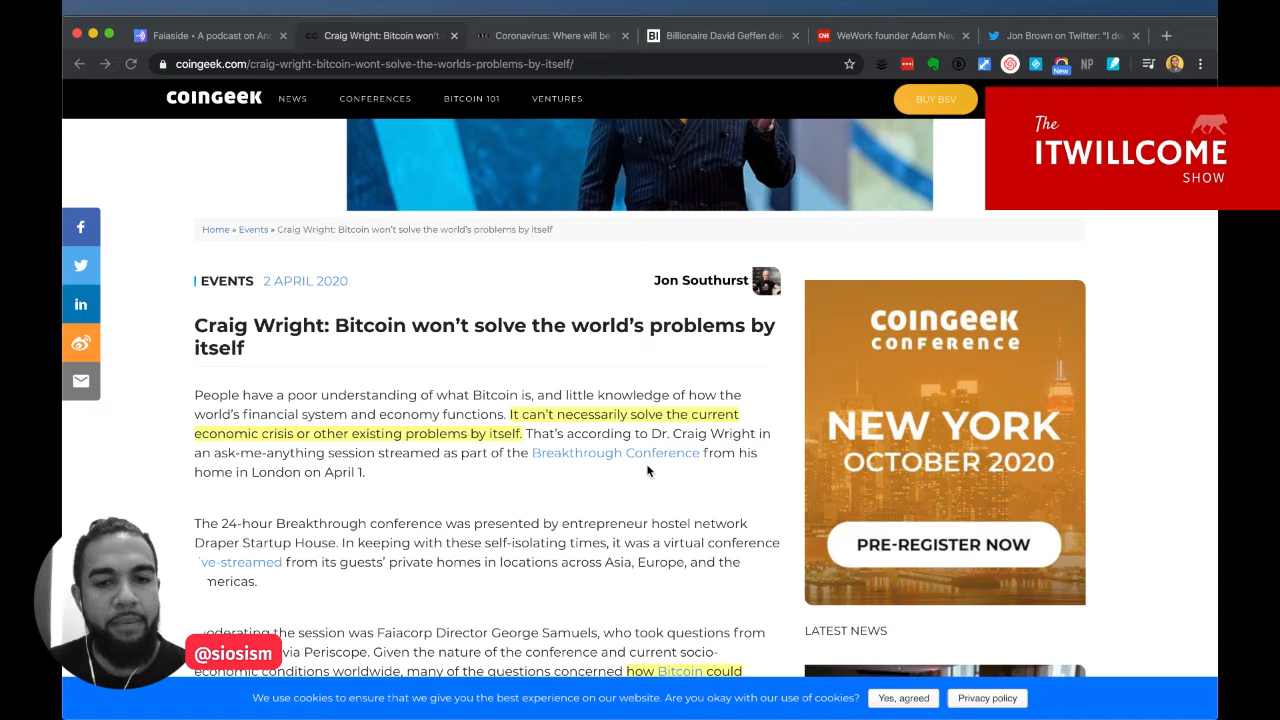 Faiaside • A podcast on And
Craig Wright: Bitcoin won't
Coronavirus: Where will be
Billionaire David Geffen del
WeWork founder Adam Neu
Jon Brown on Twitter: "I do
coingeek.com/craig-wright-bitcoin-wont-solve-the-worlds-problems-by-itself/
New
NP
COINGEEK
NEWS
CONFERENCES
BITCOIN 101
VENTURES
BUY BSV
The
ITWILLCOME
SHOW
Home » Events » Craig Wright: Bitcoin won't solve the world's problems by itself
EVENTS 2 APRIL 2020
Jon Southurst
Craig Wright: Bitcoin won't solve the world's problems by
itself
People have a poor understanding of what Bitcoin is, and little knowledge of how the
world's financial system and economy functions. It can't necessarily solve the current
economic crisis or other existing problems by itself. That's according to Dr. Craig Wright in
an ask-me-anything session streamed as part of the Breakthrough Conference from his
home in London on April 1.
The 24-hour Breakthrough conference was presented by entrepreneur hostel network
Draper Startup House. In keeping with these self-isolating times, it was a virtual conference
've-streamed from its guests' private homes in locations across Asia, Europe, and the
mericas.
oderating the session was Faiacorp Director George Samuels, who took questions from
via Periscope. Given the nature of the conference and current socio-
economic conditions worldwide, many of the questions concerned how Bitcoin could
@siosism
COINGEEK
CONFERENCE
NEW YORK
OCTOBER 2020
PRE-REGISTER NOW
LATEST NEWS
We use cookies to ensure that we give you the best experience on our website. Are you okay with our use of cookies?
Yes, agreed
Privacy policy